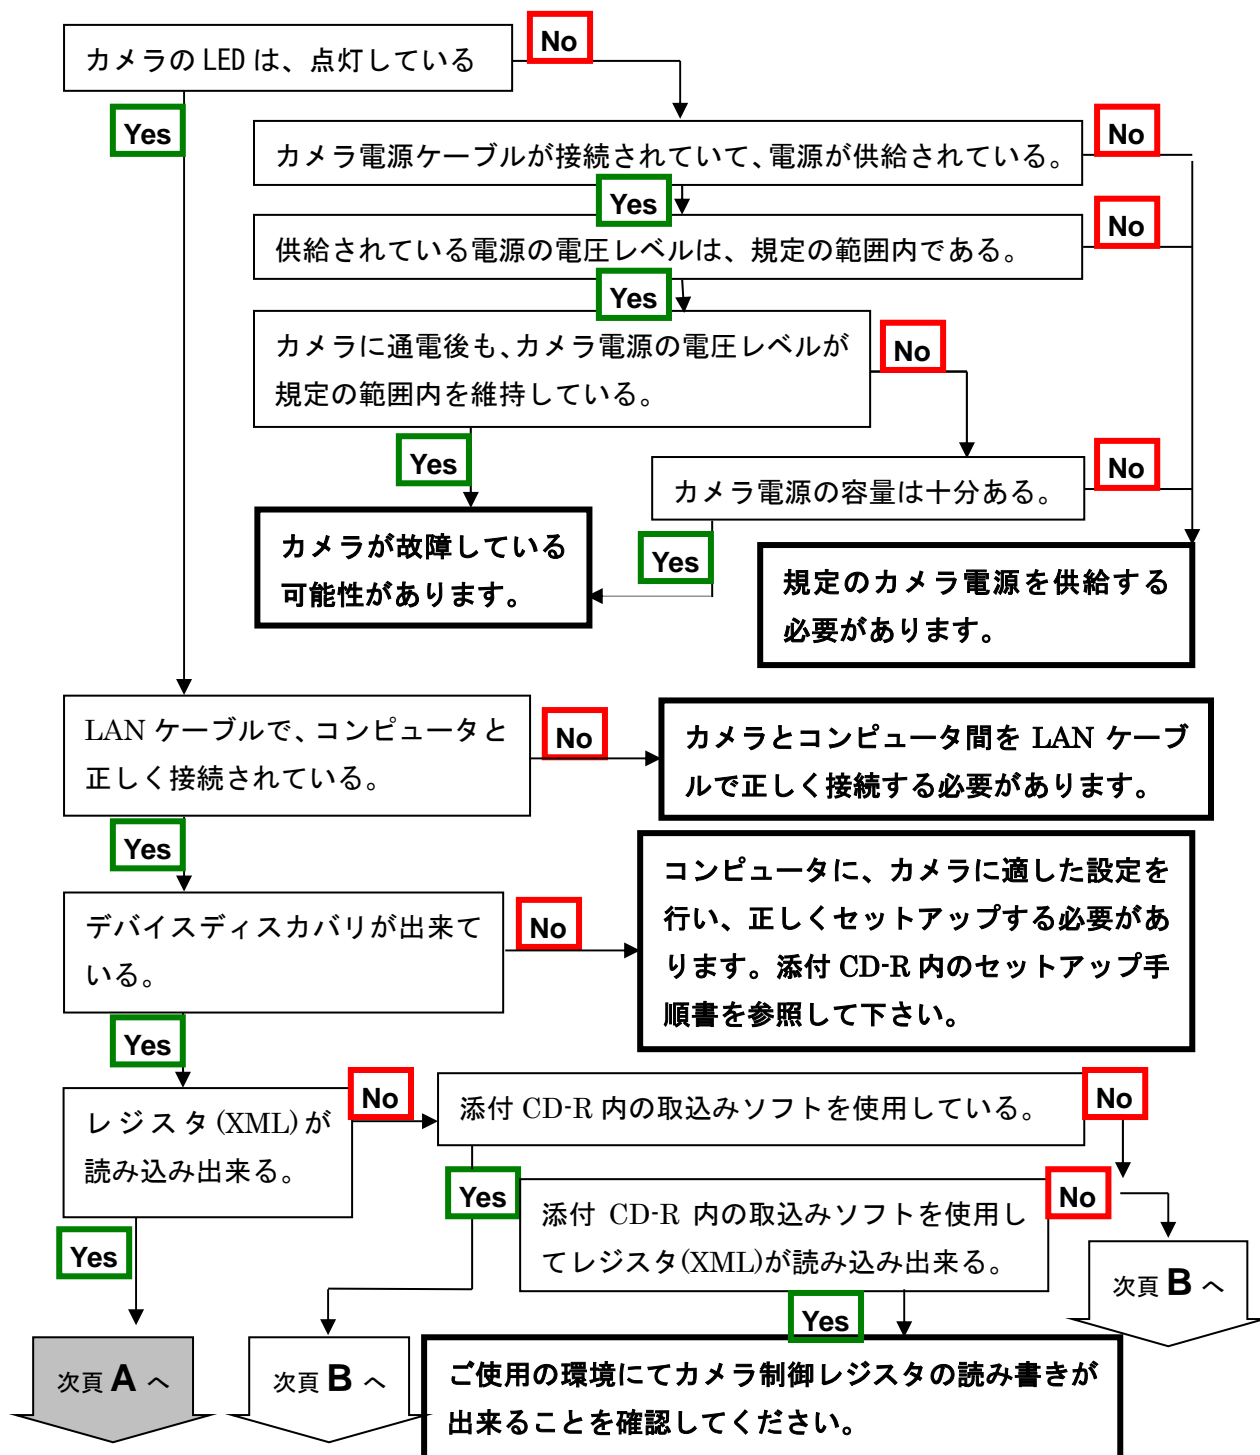 カメラの LED は、点灯している
No
Yes
カメラ電源ケーブルが接続されていて、電源が供給されている。
No
Yes
供給されている電源の電圧レベルは、規定の範囲内である。
No
Yes
カメラに通電後も、カメラ電源の電圧レベルが
規定の範囲内を維持している。
No
Yes
カメラ電源の容量は十分ある。
No
Yes
カメラが故障している
可能性があります。
規定のカメラ電源を供給する
必要があります。
LAN ケーブルで、コンピュータと
正しく接続されている。
No
カメラとコンピュータ間を LAN ケーブ
ルで正しく接続する必要があります。
Yes
デバイスディスカバリが出来て
いる。
No
コンピュータに、カメラに適した設定を
行い、正しくセットアップする必要があ
ります。添付 CD-R 内のセットアップ手
順書を参照して下さい。
Yes
レジスタ(XML)が
読み込み出来る。
No
添付 CD-R 内の取込みソフトを使用している。
No
Yes
Yes
添付 CD-R 内の取込みソフトを使用し
てレジスタ(XML)が読み込み出来る。
No
Yes
次頁 B へ
次頁 A へ
次頁 B へ
ご使用の環境にてカメラ制御レジスタの読み書きが
出来ることを確認してください。